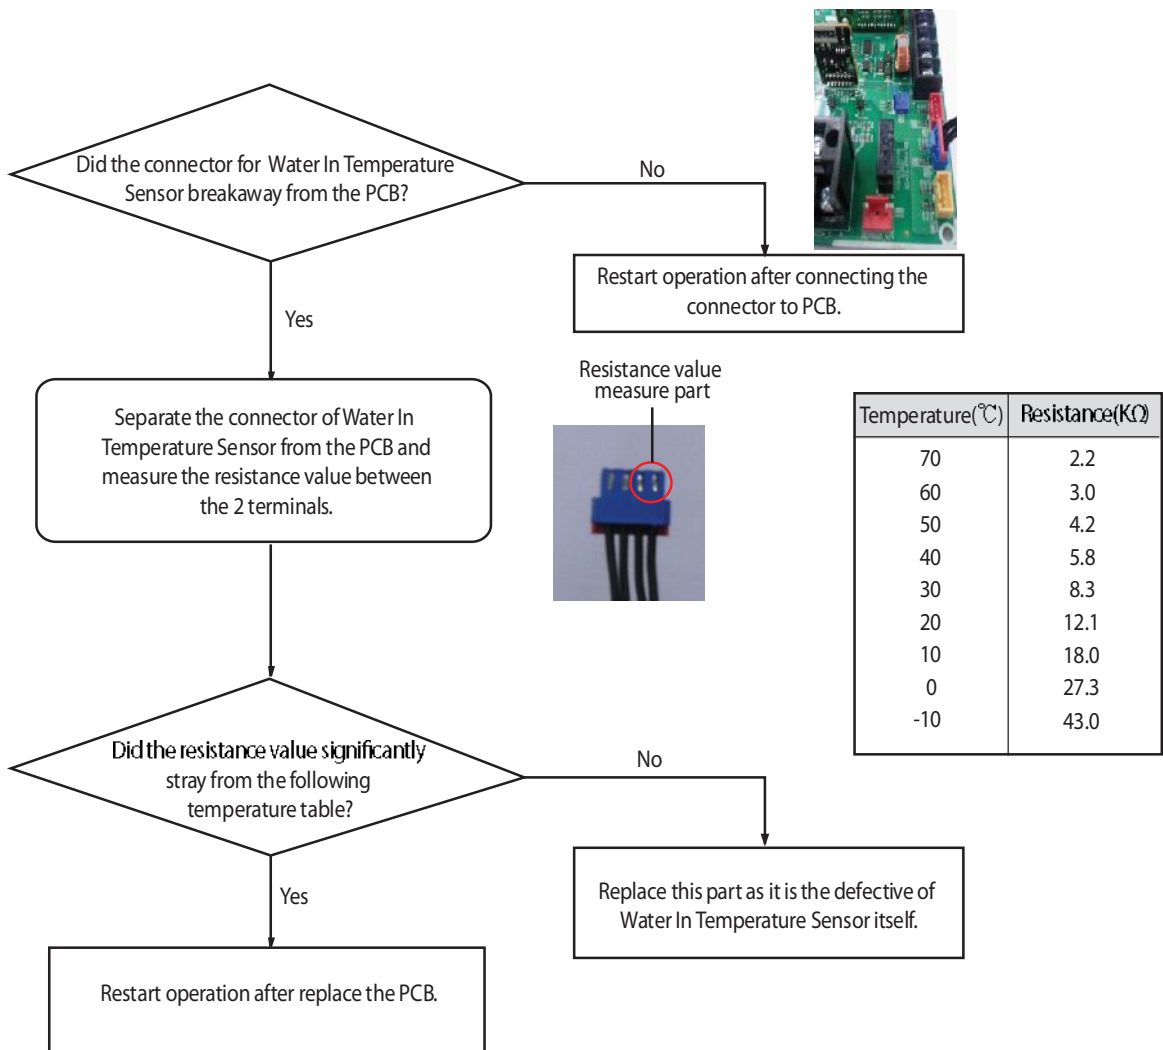 Did the connector for Water In Temperature
Sensor breakaway from the PCB?
No
Restart operation after connecting the
connector to PCB.
Yes
Separate the connector of Water In
Temperature Sensor from the PCB and
measure the resistance value between
the 2 terminals.
Resistance value
measure part
Temperature(℃) Resistance(KΩ)
70 2.2
60 3.0
50 4.2
40 5.8
30 8.3
20 12.1
10 18.0
0 27.3
-10 43.0
Did the resistance value significantly
stray from the following
temperature table?
No
Replace this part as it is the defective of
Water In Temperature Sensor itself.
Yes
Restart operation after replace the PCB.